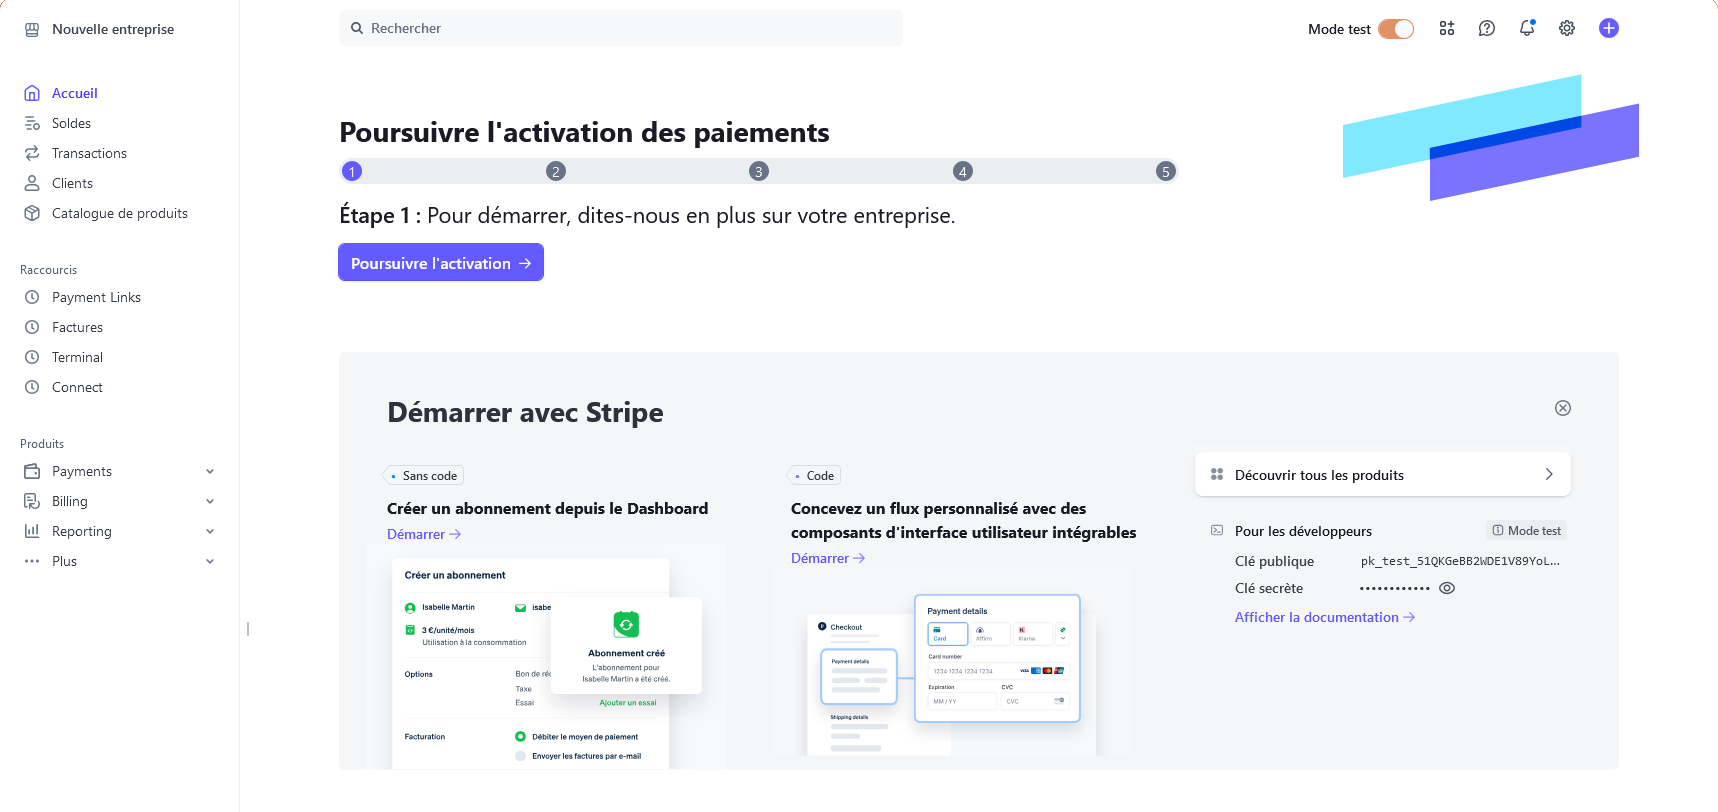 Nouvelle entreprise
Rechercher
Mode test
Accueil
Soldes
Transactions
Clients
Catalogue de produits
Raccourcis
Payment Links
Factures
Terminal
Connect
Produits
Payments
Billing
Reporting
Plus
Poursuivre l'activation des paiements
1 2 3 4 5
Étape 1 : Pour démarrer, dites-nous en plus sur votre entreprise.
Poursuivre l'activation →
Démarrer avec Stripe
Sans code
Créer un abonnement depuis le Dashboard
Démarrer →
Créer un abonnement
Isabelle Martin
isabe
3 €/unité/mois
Utilisation à la consommation
Abonnement créé
L'abonnement pour
Isabelle Martin a été créé.
Options
Bon de réc
Taxe
Essai
Ajouter un essai
Facturation
Débiter le moyen de paiement
Envoyer les factures par e-mail
Code
Concevez un flux personnalisé avec des
composants d'interface utilisateur intégrables
Démarrer →
Checkout
Payment details
Shipping details
Payment details
Card
Affirm
Klarna
Card number
1234 1234 1234 1234
VISA
Expiration
CVC
MM / YY
CVC
Découvrir tous les produits
Pour les développeurs
Mode test
Clé publique
pk_test_51QKGeBB2WDE1V89YoL…
Clé secrète
••••••••••••
Afficher la documentation →